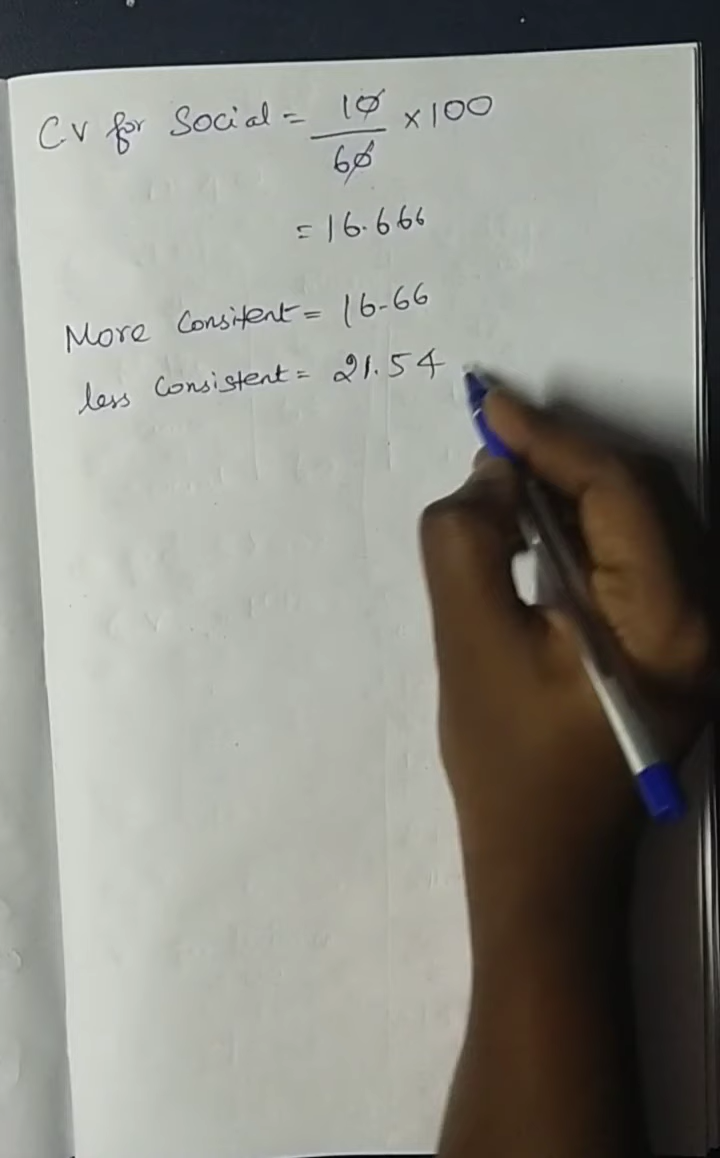 CV for Social = 10/60 × 100
= 16.666
More Consitent = 16.66
less Consistent = 21.54